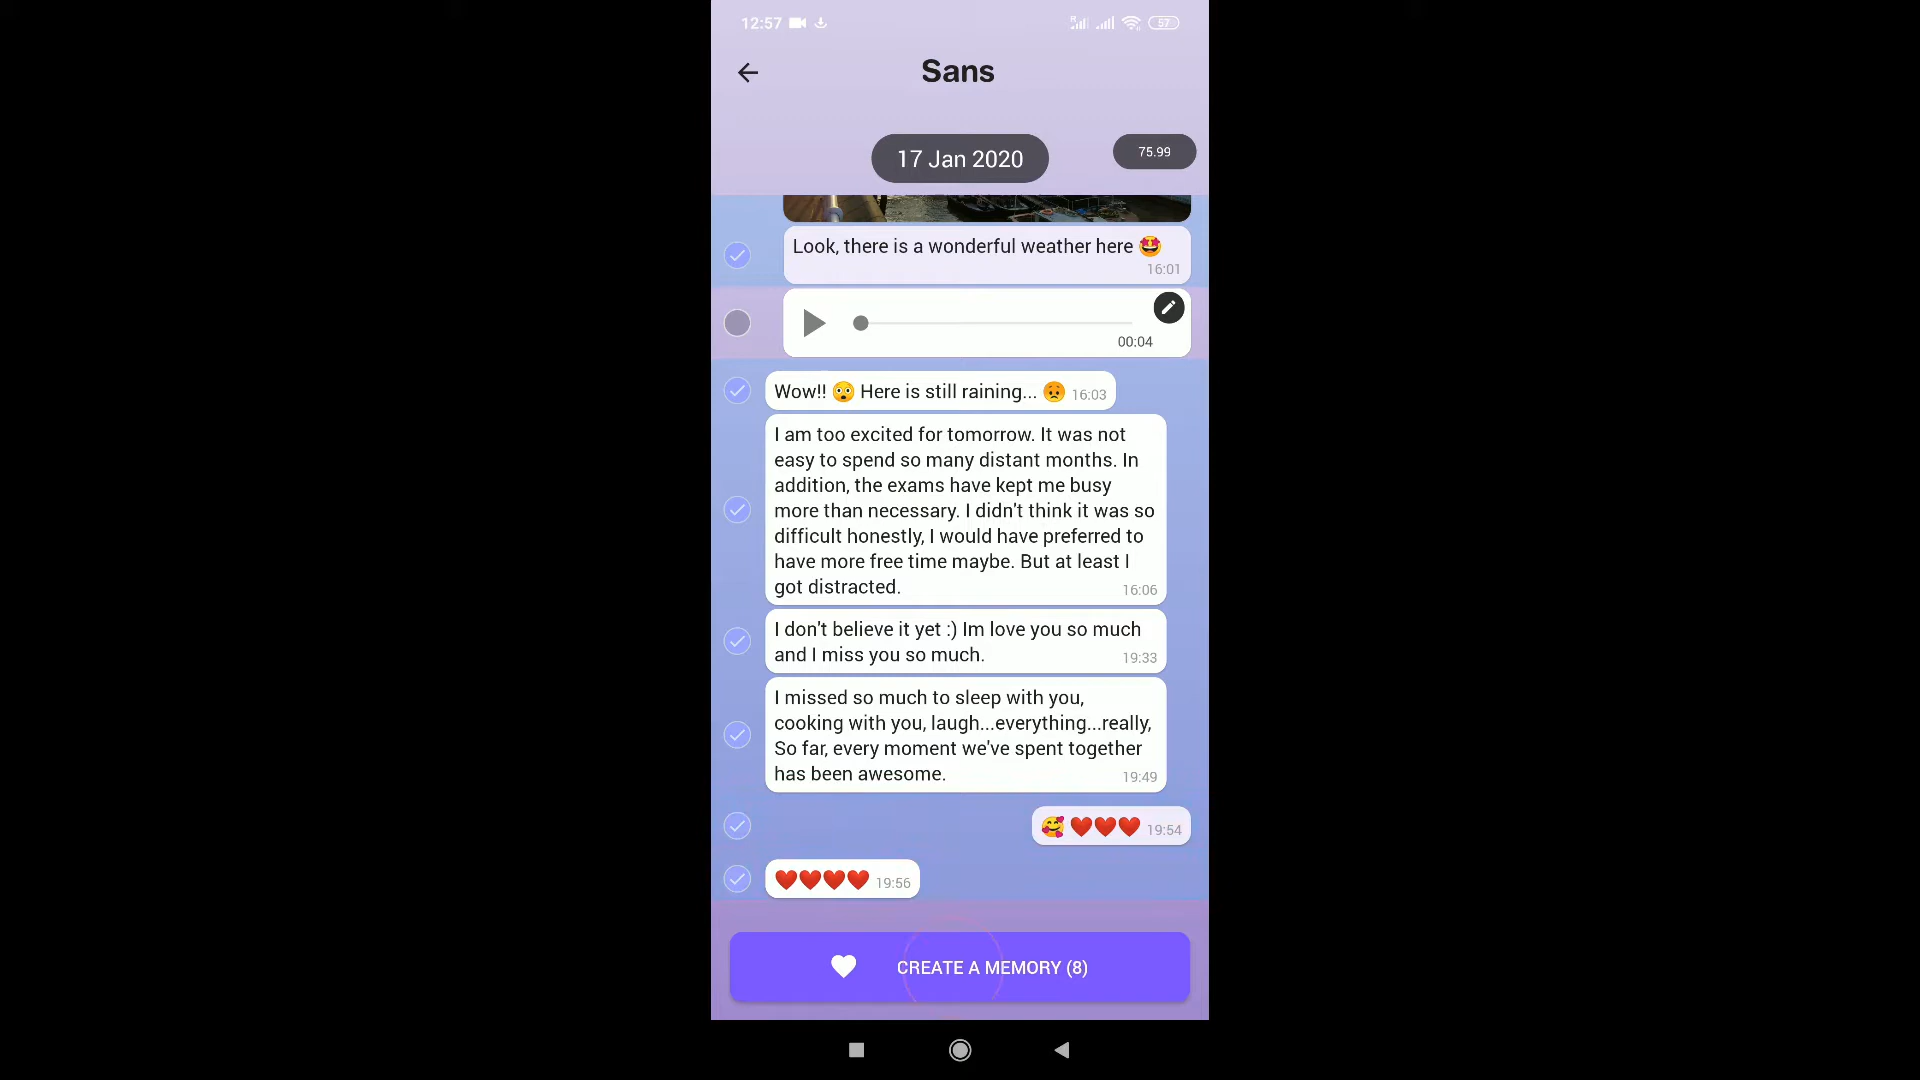 12:57
57
Sans
17 Jan 2020
75.99
Look, there is a wonderful weather here 🤩
16:01
00:04
Wow!! 😳 Here is still raining... 😡 16:03
I am too excited for tomorrow. It was not
easy to spend so many distant months. In
addition, the exams have kept me busy
more than necessary. I didn't think it was so
difficult honestly, I would have preferred to
have more free time maybe. But at least I
got distracted.
16:06
I don't believe it yet :) Im love you so much
and I miss you so much.
19:33
I missed so much to sleep with you,
cooking with you, laugh...everything...really,
So far, every moment we've spent together
has been awesome.
19:49
🥰 ❤️❤️❤️ 19:54
❤️❤️❤️❤️ 19:56
CREATE A MEMORY (8)